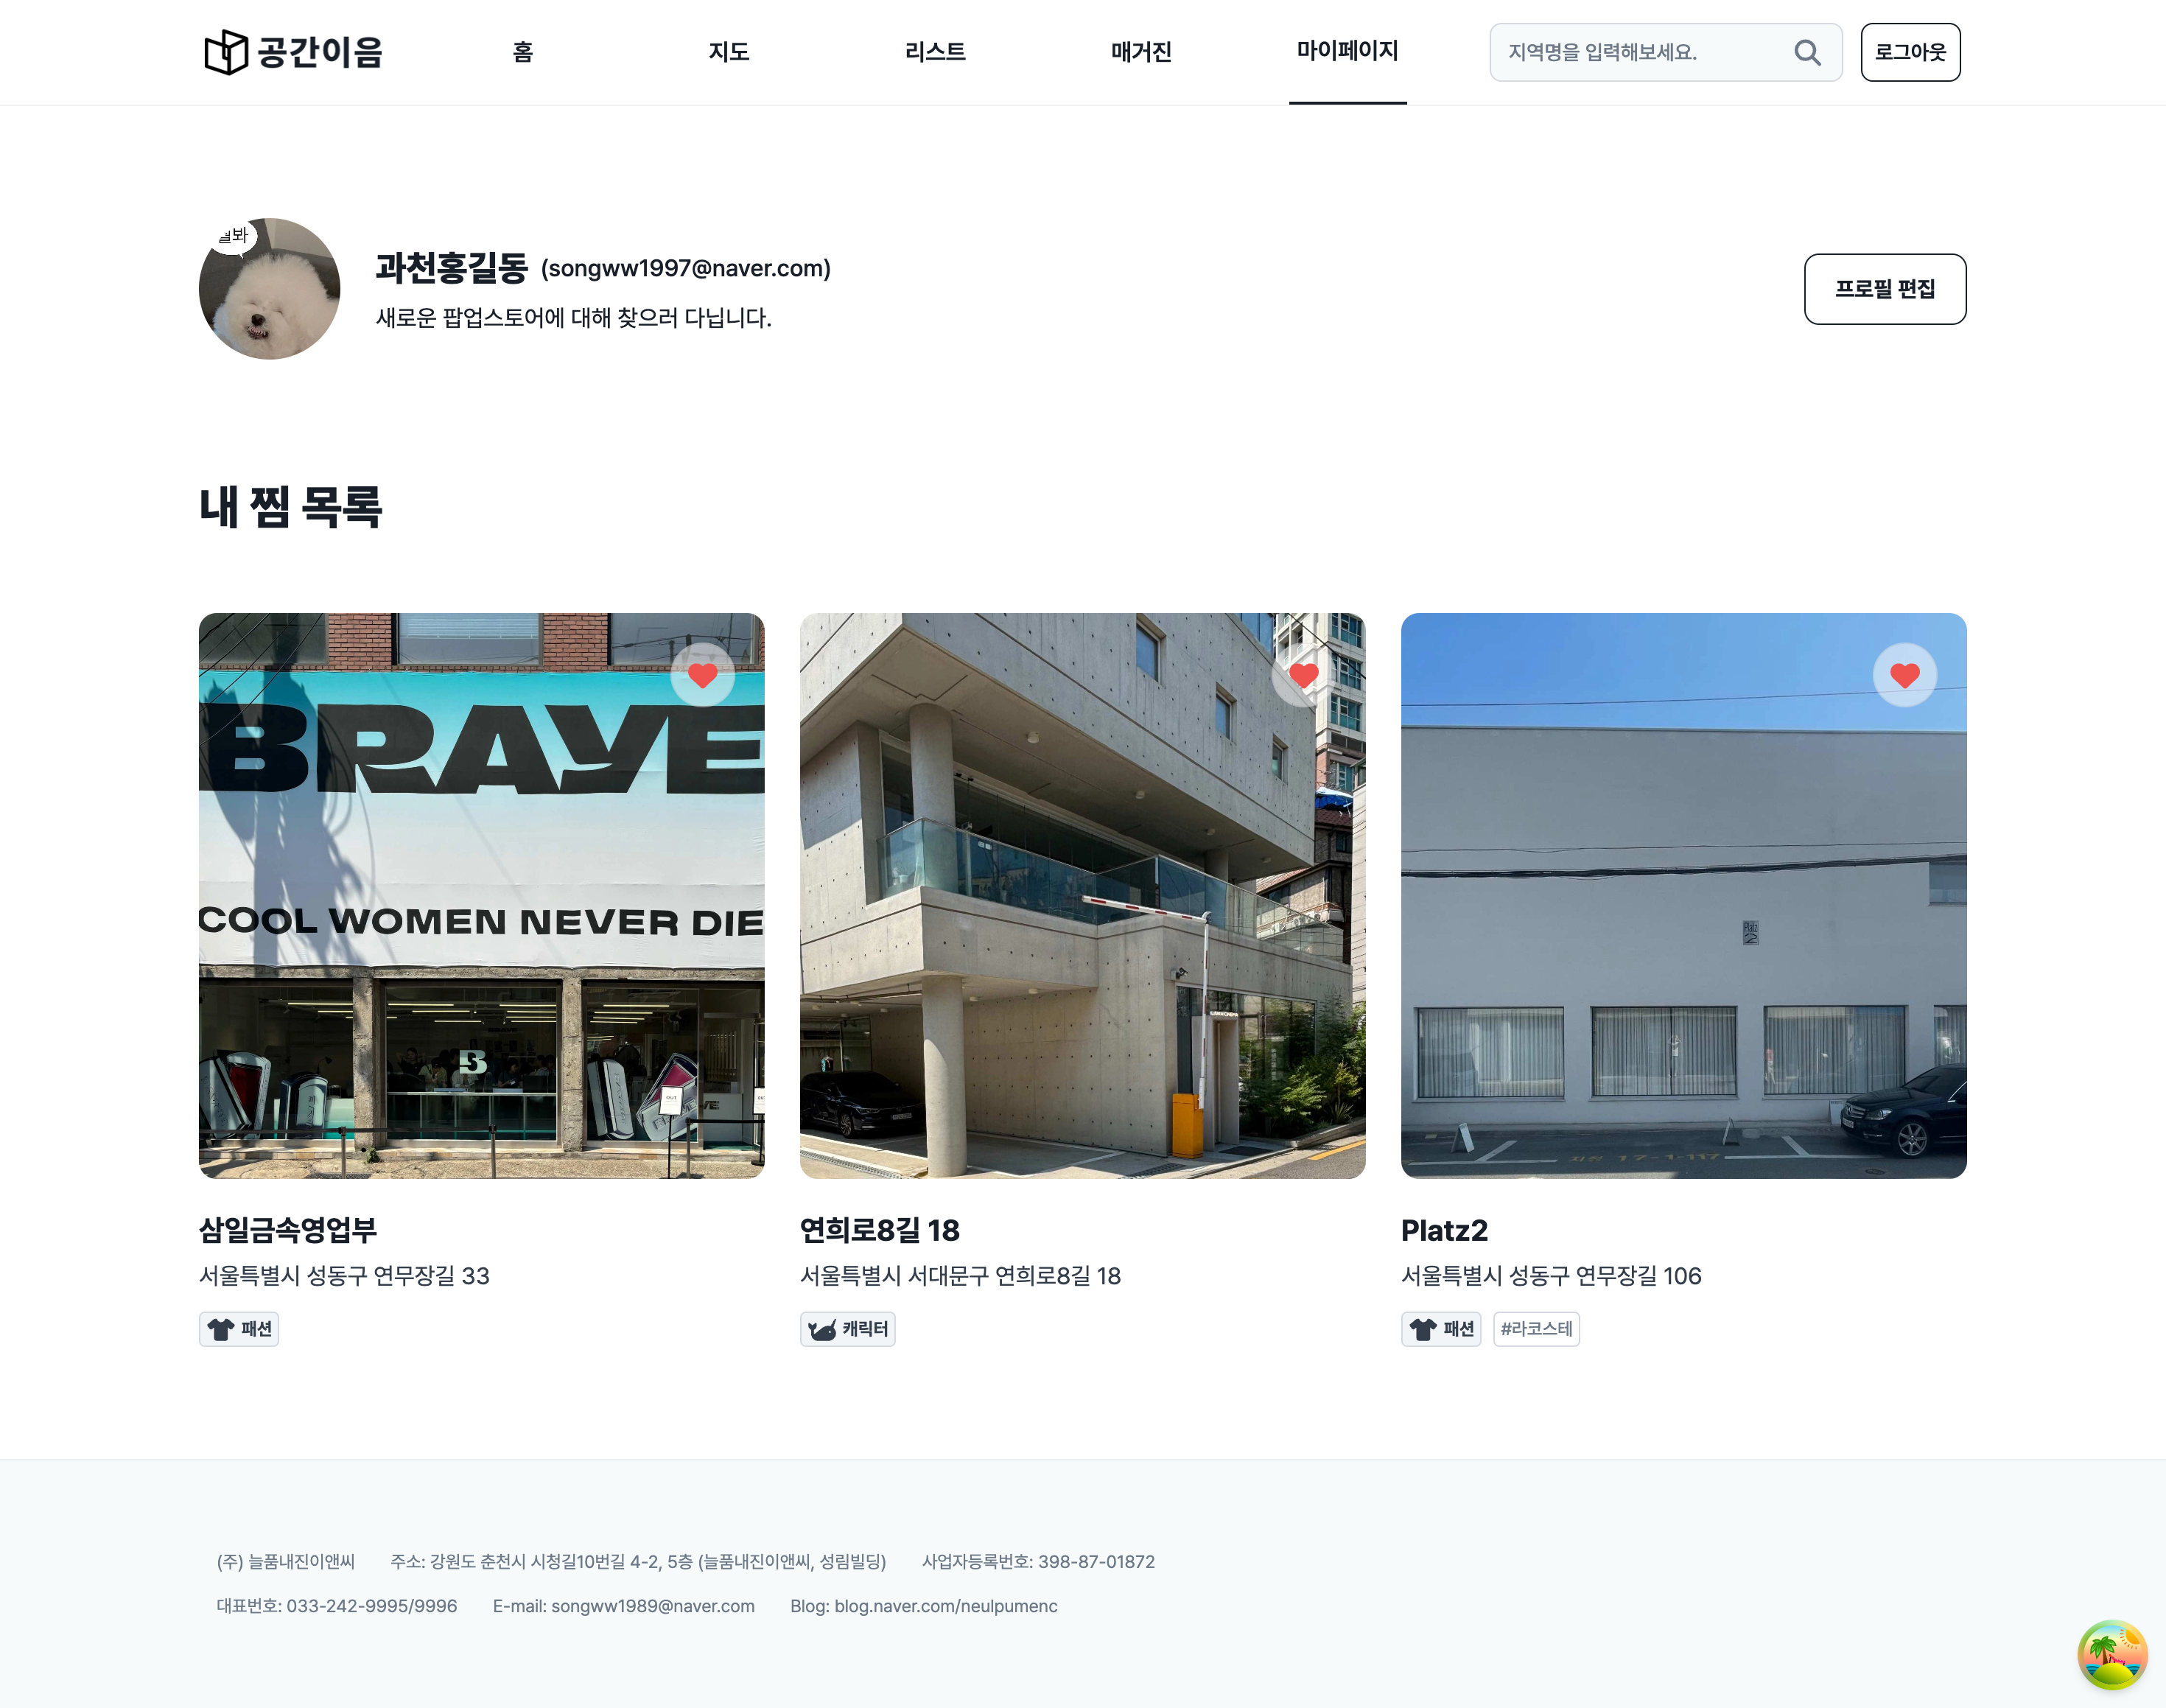 공간이음
홈
지도
리스트
매거진
마이페이지
지역명을 입력해보세요.
로그아웃
과천홍길동 (songww1997@naver.com)
새로운 팝업스토어에 대해 찾으러 다닙니다.
프로필 편집
내 찜 목록
BRAVE
COOL WOMEN NEVER DIE
B
삼일금속영업부
서울특별시 성동구 연무장길 33
패션
연희로8길 18
서울특별시 서대문구 연희로8길 18
캐릭터
Platz2
서울특별시 성동구 연무장길 106
패션 #라코스테
(주) 늘품내진이앤씨 주소: 강원도 춘천시 시청길10번길 4-2, 5층 (늘품내진이앤씨, 성림빌딩) 사업자등록번호: 398-87-01872
대표번호: 033-242-9995/9996 E-mail: songww1989@naver.com Blog: blog.naver.com/neulpumenc